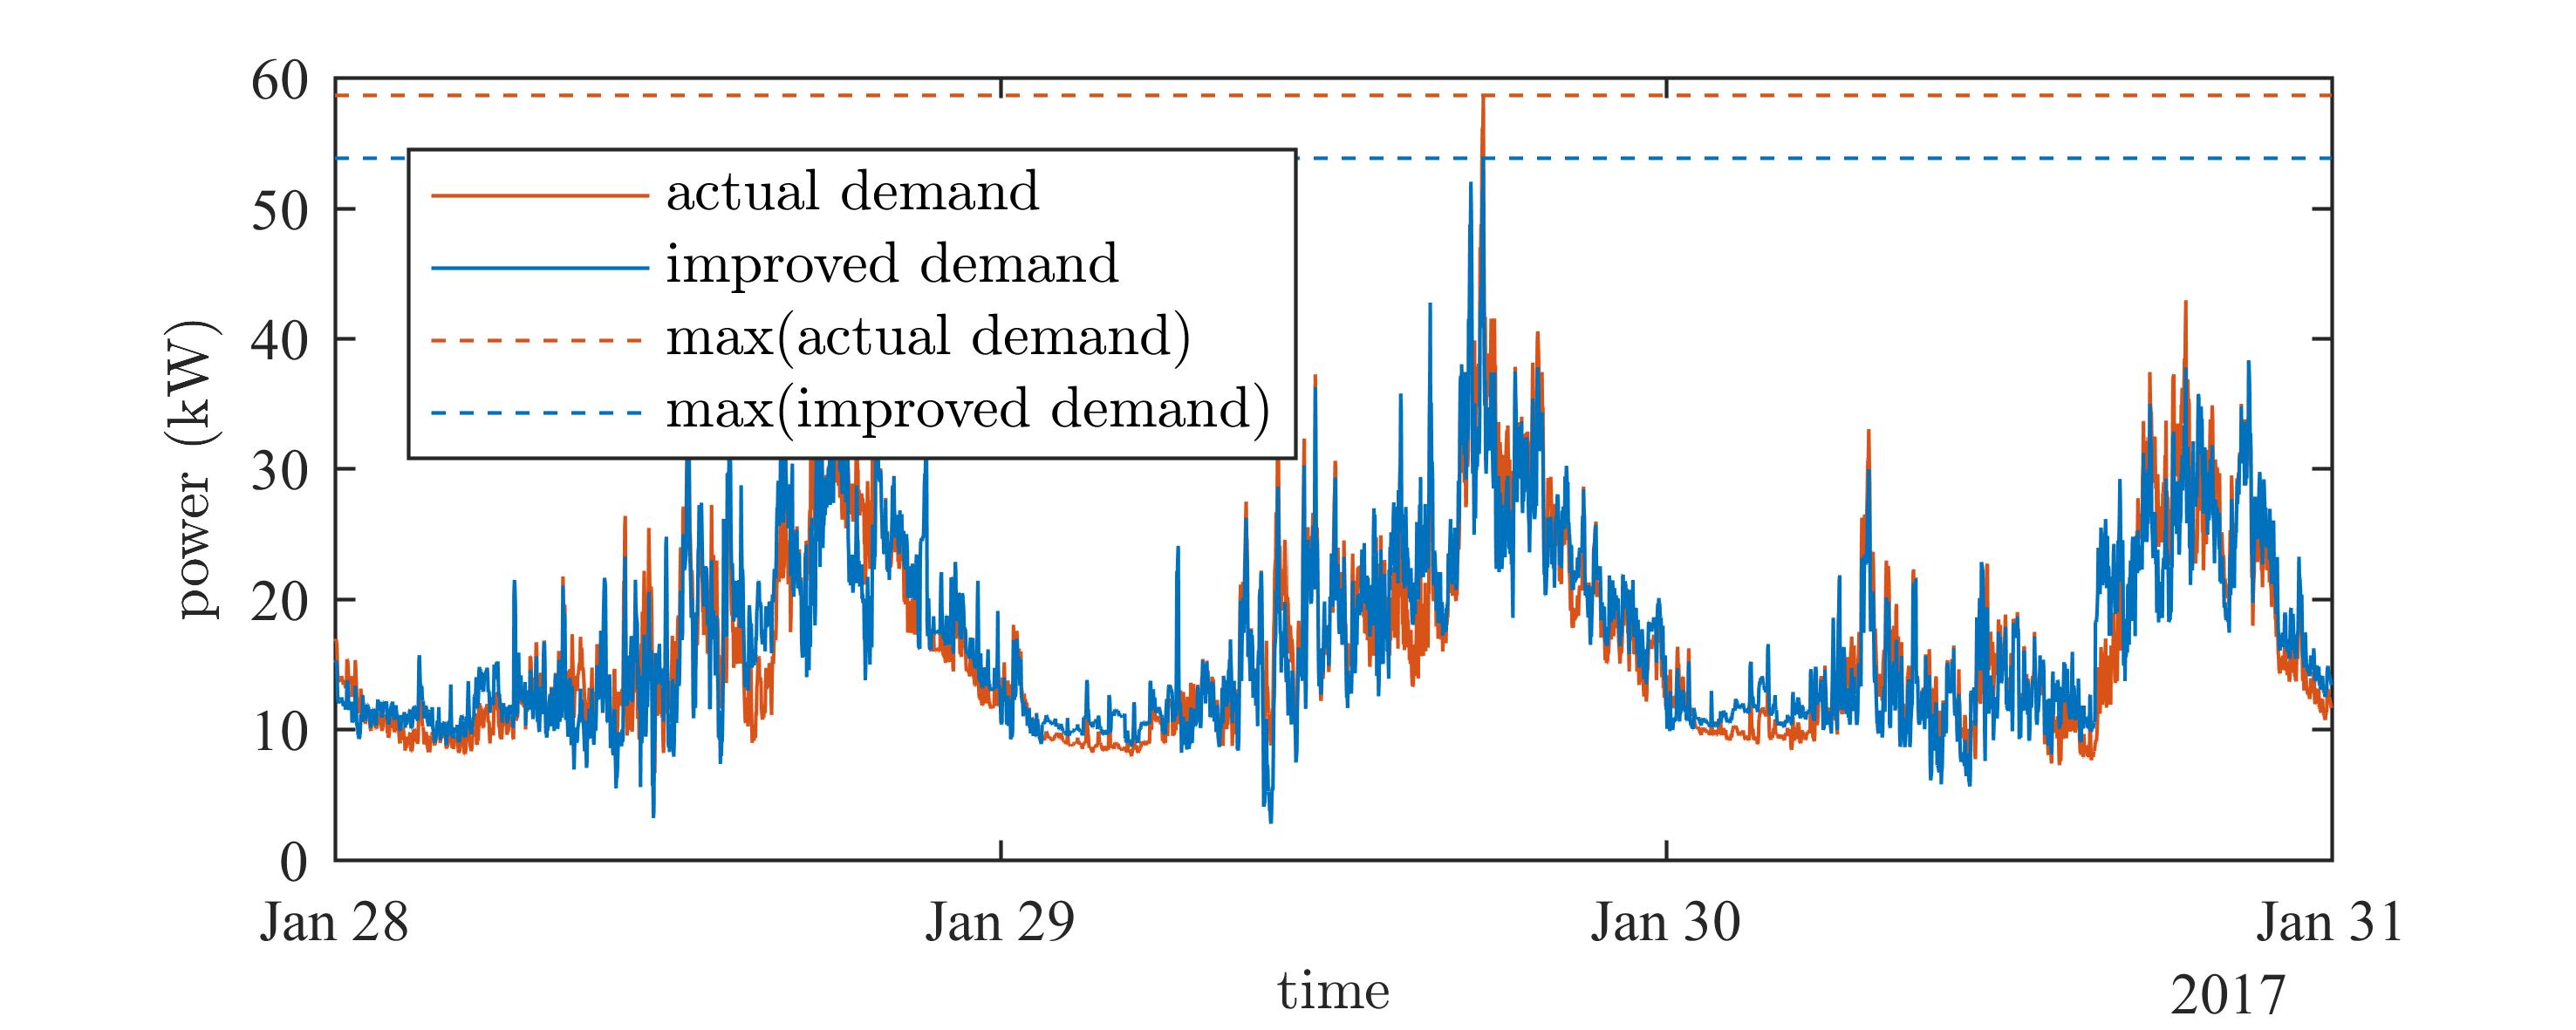 60
50
40
30
20
10
0
power (kW)
actual demand
improved demand
max(actual demand)
max(improved demand)
Jan 28
Jan 29
Jan 30
Jan 31
time
2017